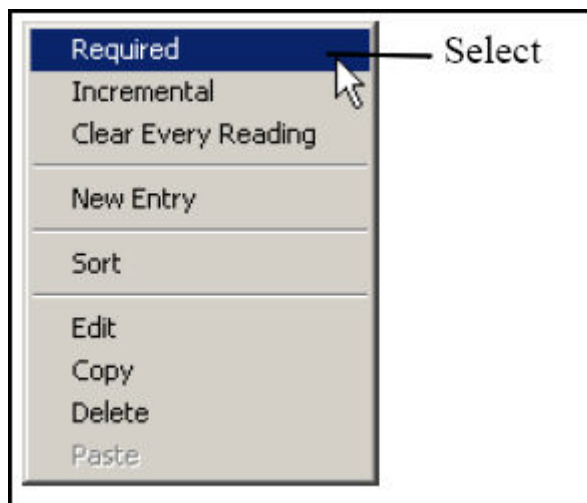 Required Select
Incremental
Clear Every Reading
New Entry
Sort
Edit
Copy
Delete
Paste